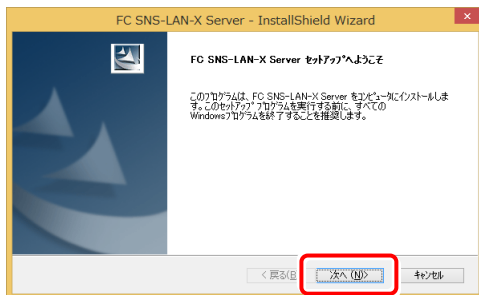 FC SNS-LAN-X Server - InstallShield Wizard
FC SNS-LAN-X Server ｾｯﾄｱｯﾌﾟへようこそ
このﾌﾟﾛｸﾞﾗﾑは、FC SNS-LAN-X Server をｺﾝﾋﾟｭｰﾀにｲﾝｽﾄｰﾙしま
す。このｾｯﾄｱｯﾌﾟ ﾌﾟﾛｸﾞﾗﾑを実行する前に、すべての
Windowsﾌﾟﾛｸﾞﾗﾑを終了することを推奨します。
< 戻る(B 次へ (N)> ｷｬﾝｾﾙ